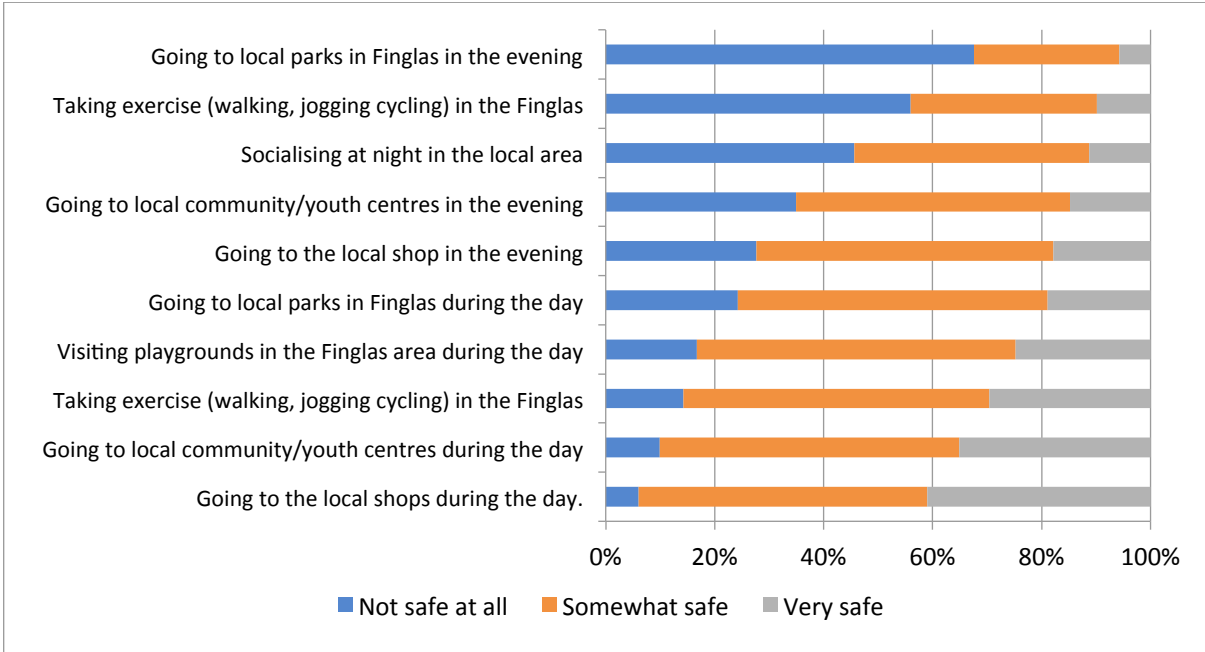 Going to local parks in Finglas in the evening
Taking exercise (walking, jogging cycling) in the Finglas
Socialising at night in the local area
Going to local community/youth centres in the evening
Going to the local shop in the evening
Going to local parks in Finglas during the day
Visiting playgrounds in the Finglas area during the day
Taking exercise (walking, jogging cycling) in the Finglas
Going to local community/youth centres during the day
Going to the local shops during the day.
0% 20% 40% 60% 80% 100%
Not safe at all Somewhat safe Very safe